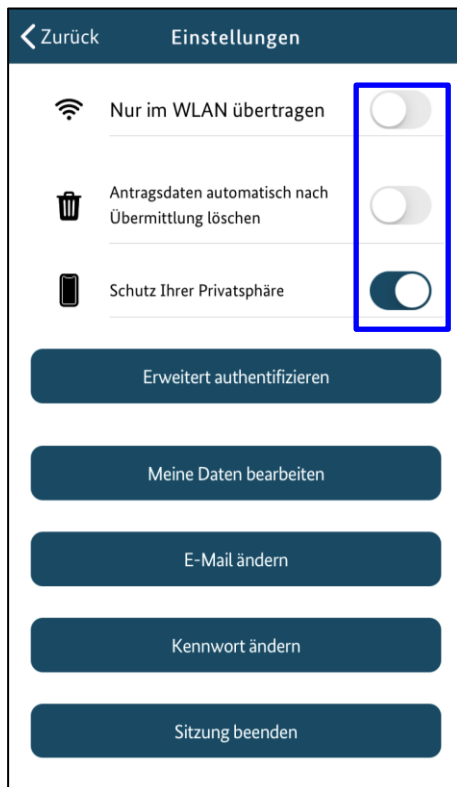 Zurück Einstellungen
Nur im WLAN übertragen
Antragsdaten automatisch nach
Übermittlung löschen
Schutz Ihrer Privatsphäre
Erweitert authentifizieren
Meine Daten bearbeiten
E-Mail ändern
Kennwort ändern
Sitzung beenden